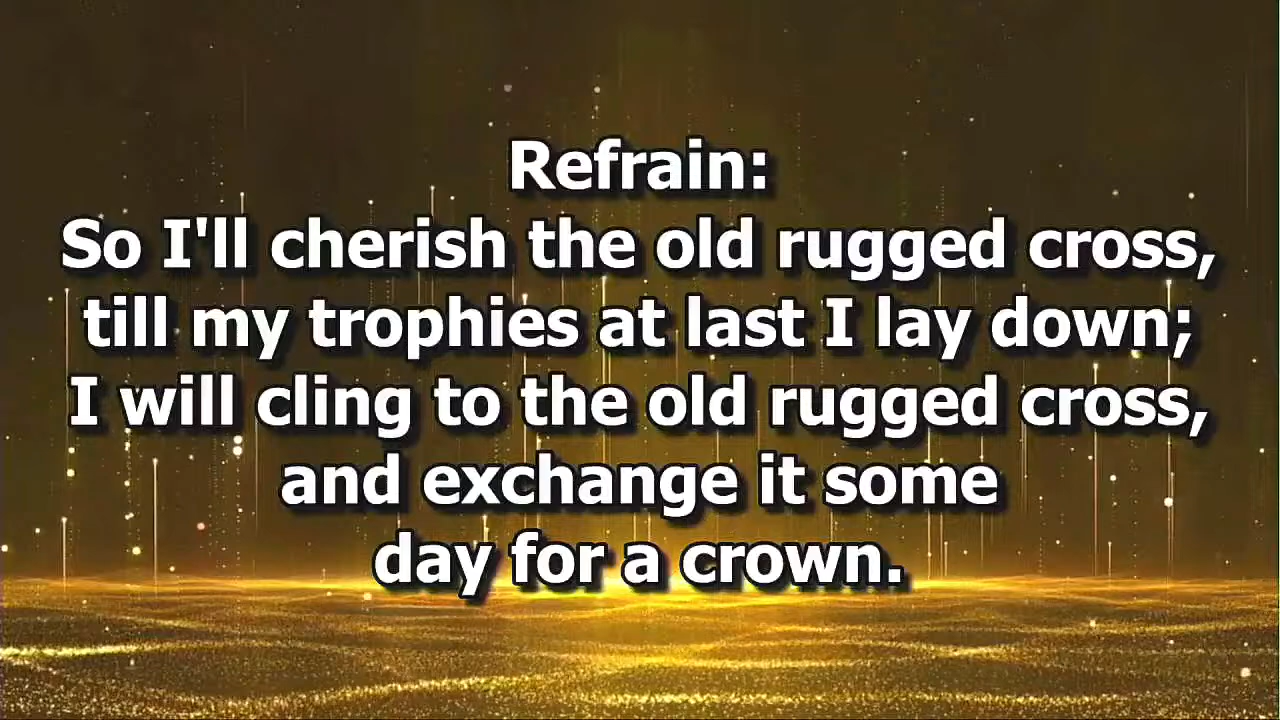 Refrain:
So I'll cherish the old rugged cross,
till my trophies at last I lay down;
I will cling to the old rugged cross,
and exchange it some
day for a crown.